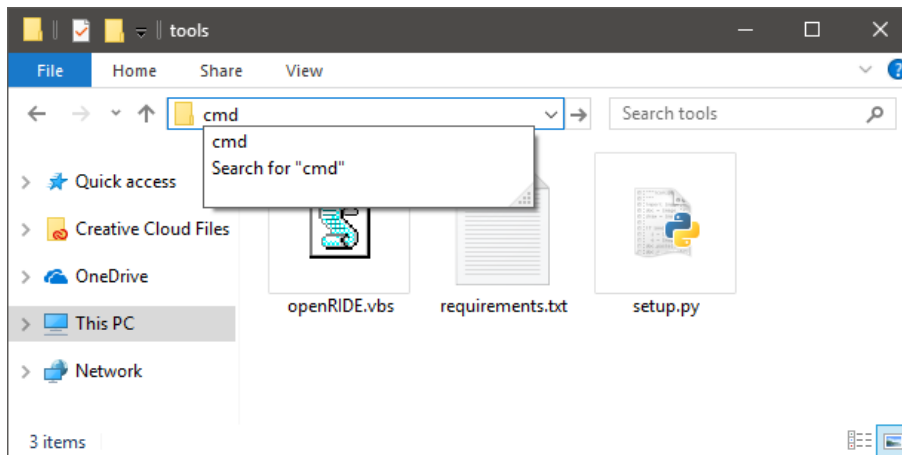 tools
File Home Share View
cmd
Search tools
cmd
Search for "cmd"
Quick access
Creative Cloud Files
OneDrive
This PC
Network
openRIDE.vbs requirements.txt setup.py
3 items